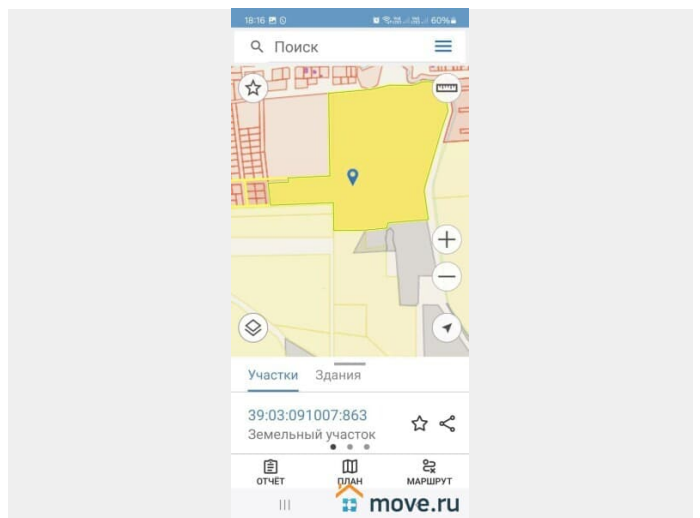 18:16
60%
Поиск
Участки Здания
39:03:091007:863
Земельный участок
ОТЧЁТ ПЛАН МАРШРУТ
move.ru